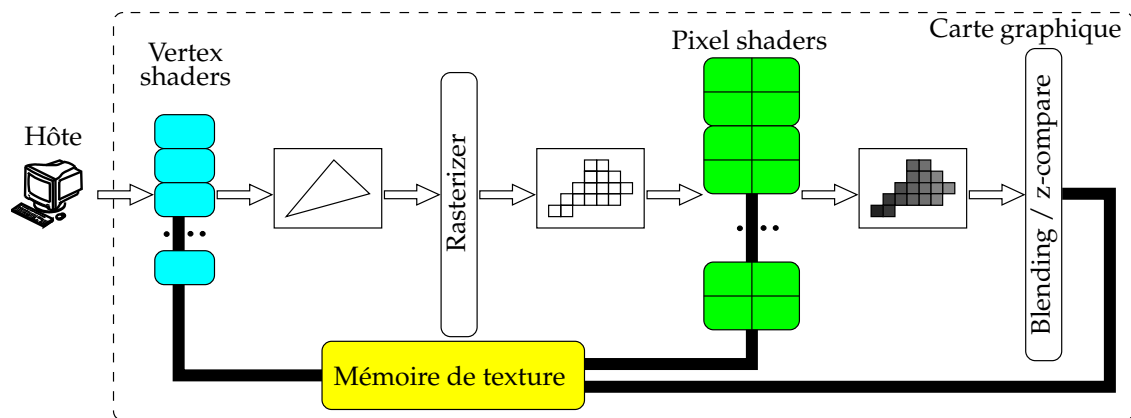 Carte graphique
Pixel shaders
Vertex
shaders
Hôte
Rasterizer
Blending / z-compare
Mémoire de texture